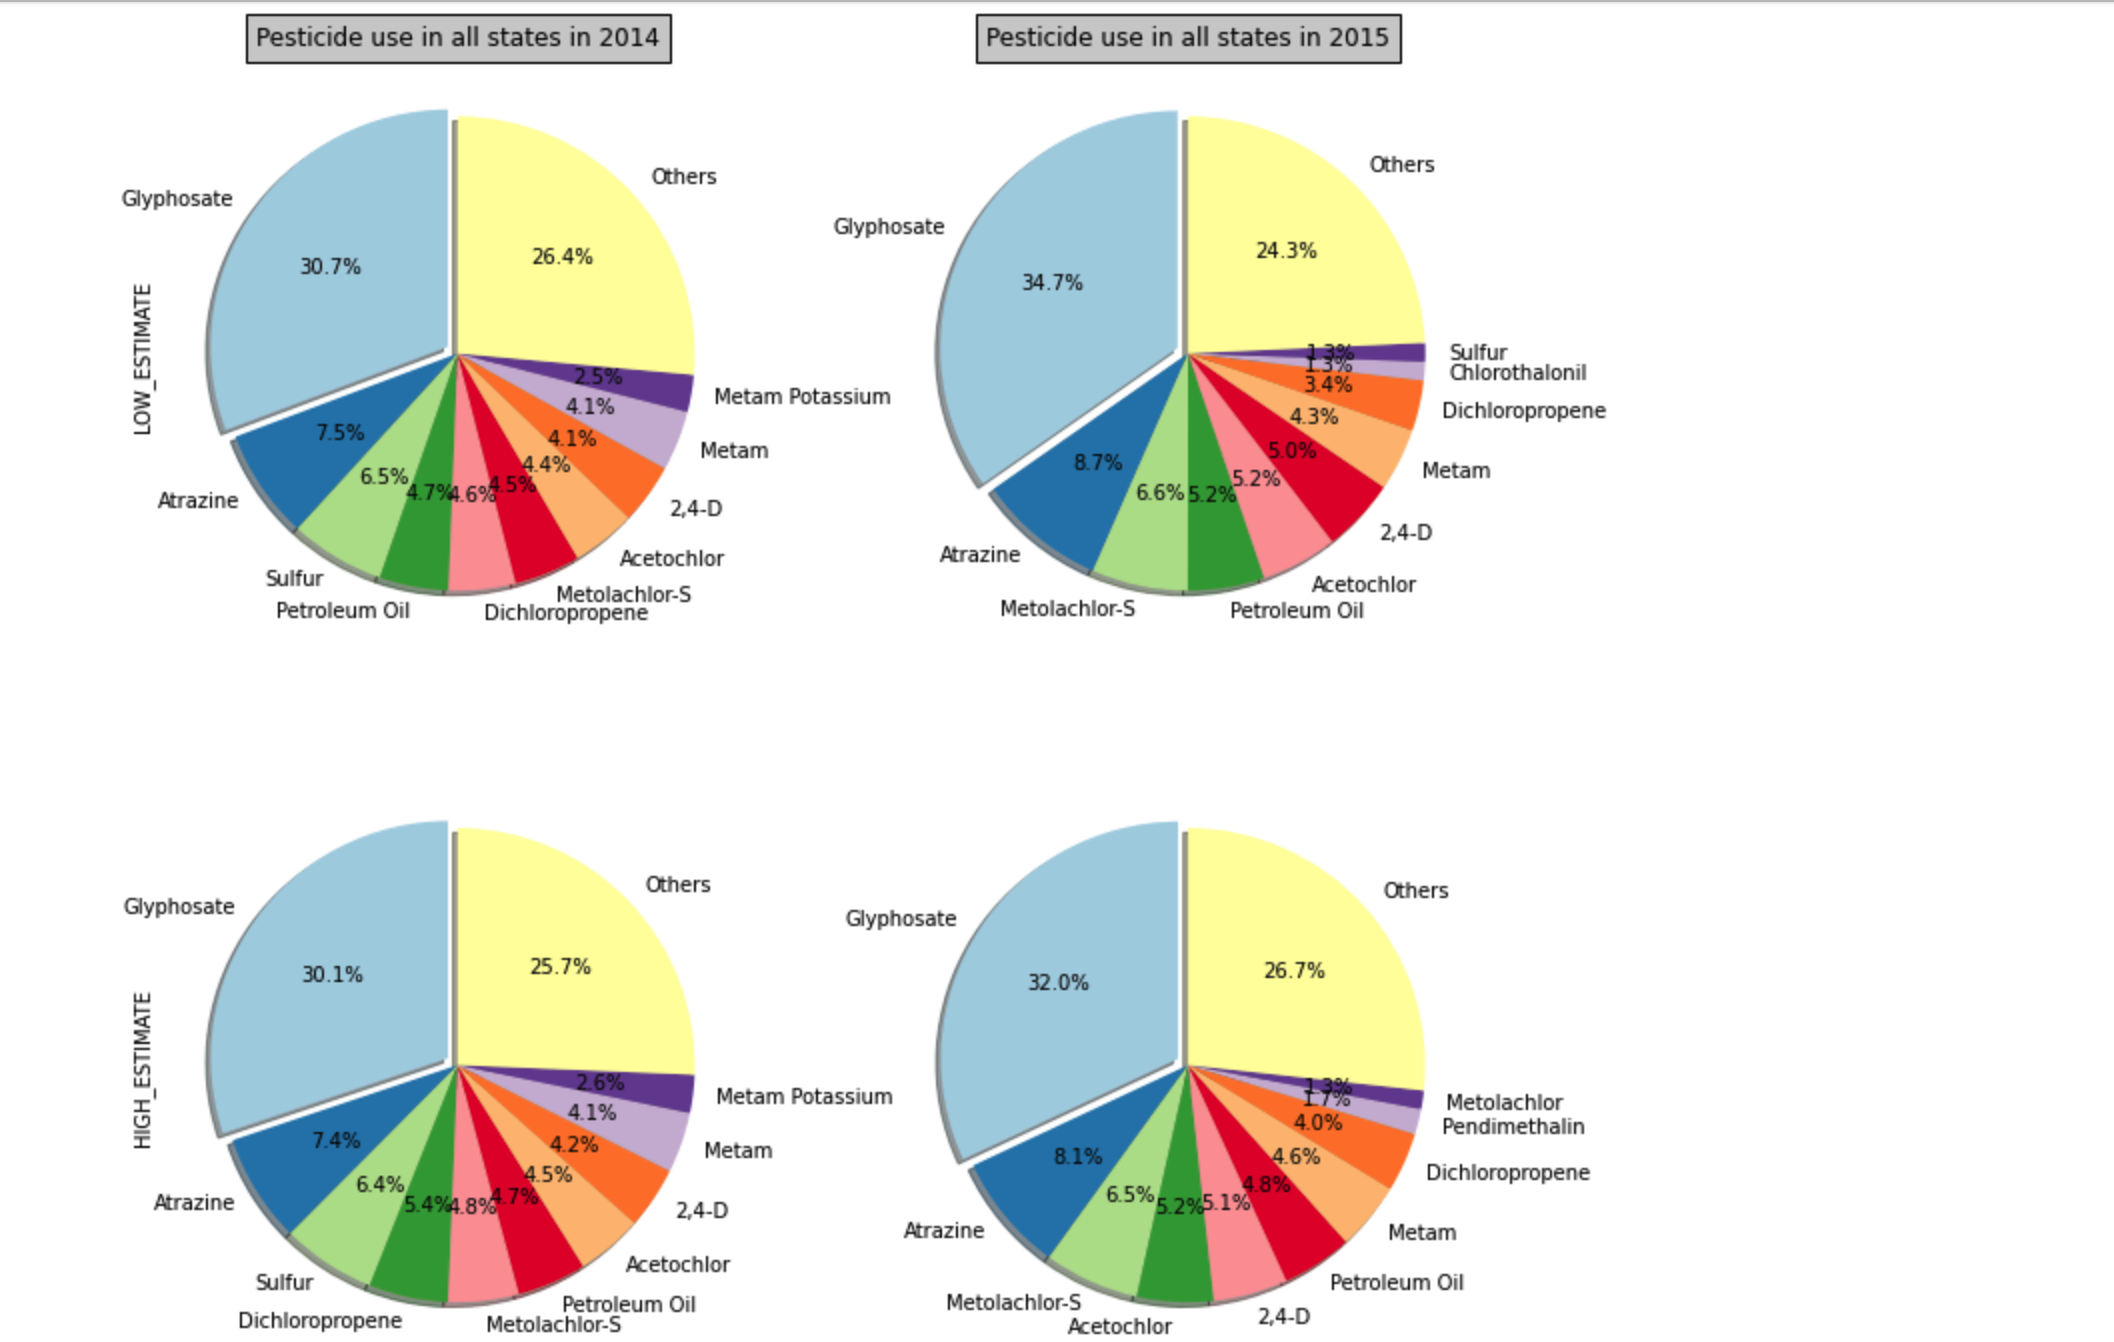 Pesticide use in all states in 2014
Pesticide use in all states in 2015
LOW_ESTIMATE
Glyphosate
30.7%
Others
26.4%
Atrazine
7.5%
Sulfur
6.5%
Petroleum Oil
4.7%
Dichloropropene
4.6%
Metolachlor-S
4.5%
Acetochlor
4.4%
2,4-D
4.1%
Metam
4.1%
Metam Potassium
2.5%
Glyphosate
34.7%
Others
24.3%
Atrazine
8.7%
Metolachlor-S
6.6%
Petroleum Oil
5.2%
Acetochlor
5.2%
2,4-D
5.0%
Metam
4.3%
Dichloropropene
3.4%
Chlorothalonil
1.3%
Sulfur
1.3%
HIGH_ESTIMATE
Glyphosate
30.1%
Others
25.7%
Atrazine
7.4%
Sulfur
6.4%
Dichloropropene
5.4%
Metolachlor-S
4.8%
Petroleum Oil
4.7%
Acetochlor
4.5%
2,4-D
4.2%
Metam
4.1%
Metam Potassium
2.6%
Glyphosate
32.0%
Others
26.7%
Atrazine
8.1%
Metolachlor-S
6.5%
Acetochlor
5.2%
2,4-D
5.1%
Petroleum Oil
4.8%
Metam
4.6%
Dichloropropene
4.0%
Pendimethalin
1.7%
Metolachlor
1.3%